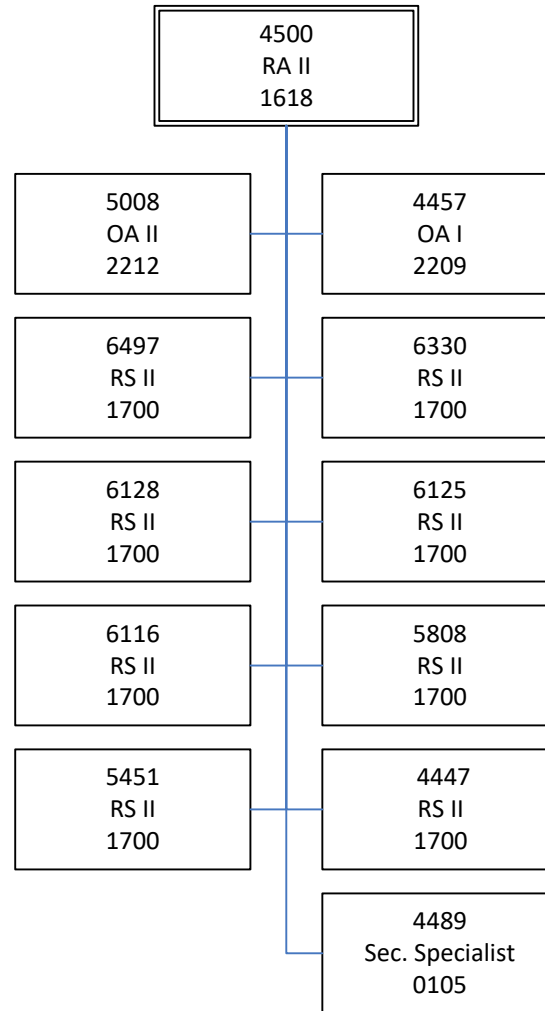 4500
RA II
1618
5008
OA II
2212
4457
OA I
2209
6497
RS II
1700
6330
RS II
1700
6128
RS II
1700
6125
RS II
1700
6116
RS II
1700
5808
RS II
1700
5451
RS II
1700
4447
RS II
1700
4489
Sec. Specialist
0105